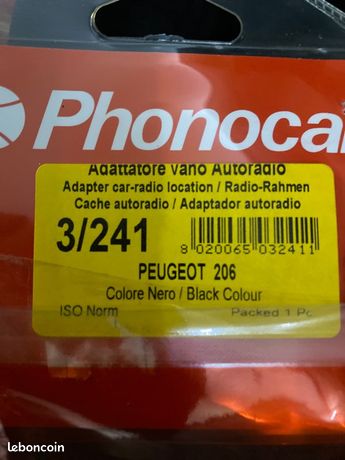 Phonocar
Adattatore Vano Autoradio
Adapter car-radio location / Radio-Rahmen
Cache autoradio / Adaptador autoradio
3/241
8 020065 032411
PEUGEOT 206
Colore Nero / Black Colour
ISO Norm
Packed 1 Pc
leboncoin